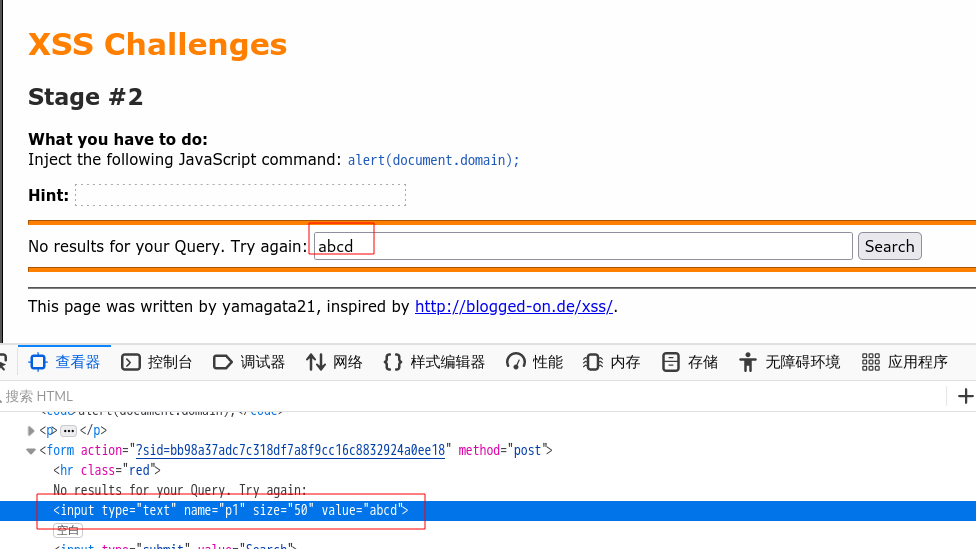 XSS Challenges
Stage #2
What you have to do:
Inject the following JavaScript command: alert(document.domain);
Hint:
No results for your Query. Try again: abcd Search
This page was written by yamagata21, inspired by http://blogged-on.de/xss/.
查看器 控制台 调试器 网络 样式编辑器 性能 内存 存储 无障碍环境 应用程序
搜索 HTML
<code>alert(document.domain);</code>
<p>...</p>
<form action="?sid=bb98a37adc7c318df7a8f9cc16c8832924a0ee18" method="post">
<hr class="red">
No results for your Query. Try again:
<input type="text" name="p1" size="50" value="abcd">
空白
<input type="submit" value="Search">